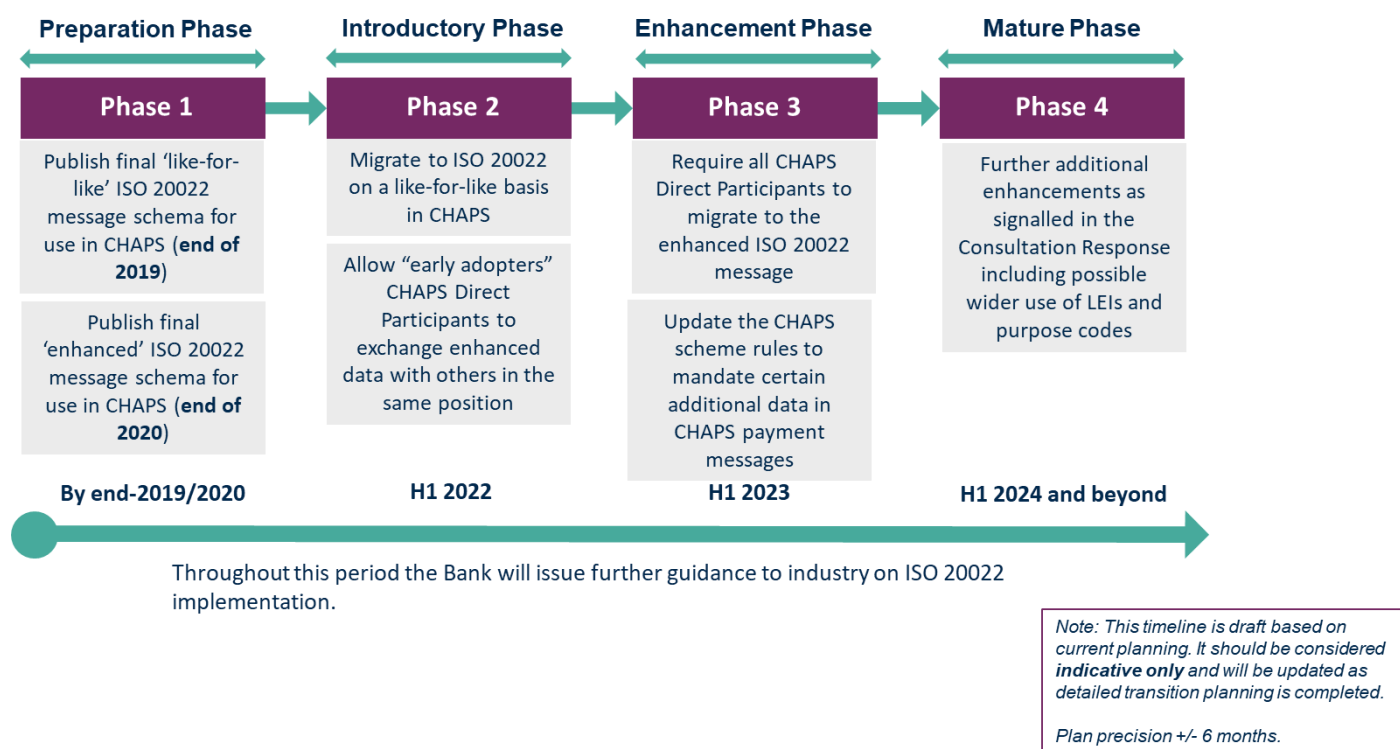 Preparation Phase
Introductory Phase
Enhancement Phase
Mature Phase
Phase 1
Phase 2
Phase 3
Phase 4
Publish final ‘like-for-
like’ ISO 20022
message schema for
use in CHAPS (end of
2019)
Publish final
‘enhanced’ ISO 20022
message schema for
use in CHAPS (end of
2020)
Migrate to ISO 20022
on a like-for-like basis
in CHAPS
Allow “early adopters”
CHAPS Direct
Participants to
exchange enhanced
data with others in the
same position
Require all CHAPS
Direct Participants to
migrate to the
enhanced ISO 20022
message
Update the CHAPS
scheme rules to
mandate certain
additional data in
CHAPS payment
messages
Further additional
enhancements as
signalled in the
Consultation Response
including possible
wider use of LEIs and
purpose codes
By end-2019/2020
H1 2022
H1 2023
H1 2024 and beyond
Throughout this period the Bank will issue further guidance to industry on ISO 20022
implementation.
Note: This timeline is draft based on
current planning. It should be considered
indicative only and will be updated as
detailed transition planning is completed.
Plan precision +/- 6 months.